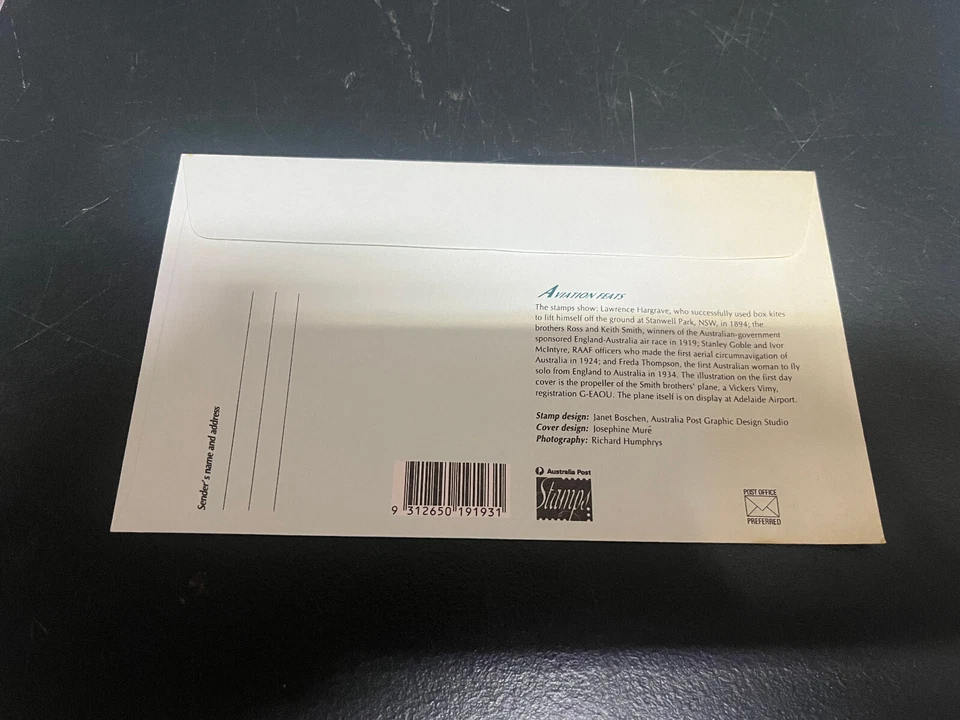 AVIATION FEATS
The stamps show: Lawrence Hargrave, who successfully used box kites
to lift himself off the ground at Stanwell Park, NSW, in 1894; the
brothers Ross and Keith Smith, winners of the Australian-government
sponsored England-Australia air race in 1919; Stanley Goble and Ivor
McIntyre, RAAF officers who made the first aerial circumnavigation of
Australia in 1924; and Freda Thompson, the first Australian woman to fly
solo from England to Australia in 1934. The illustration on the first day
cover is the propeller of the Smith brothers' plane, a Vickers Vimy,
registration G-EAOU. The plane itself is on display at Adelaide Airport.
Stamp design: Janet Boschen, Australia Post Graphic Design Studio
Cover design: Josephine Murē
Photography: Richard Humphrys
Sender's name and address
9 312650 191931
Australia Post
Stamps!
POST OFFICE
PREFERRED